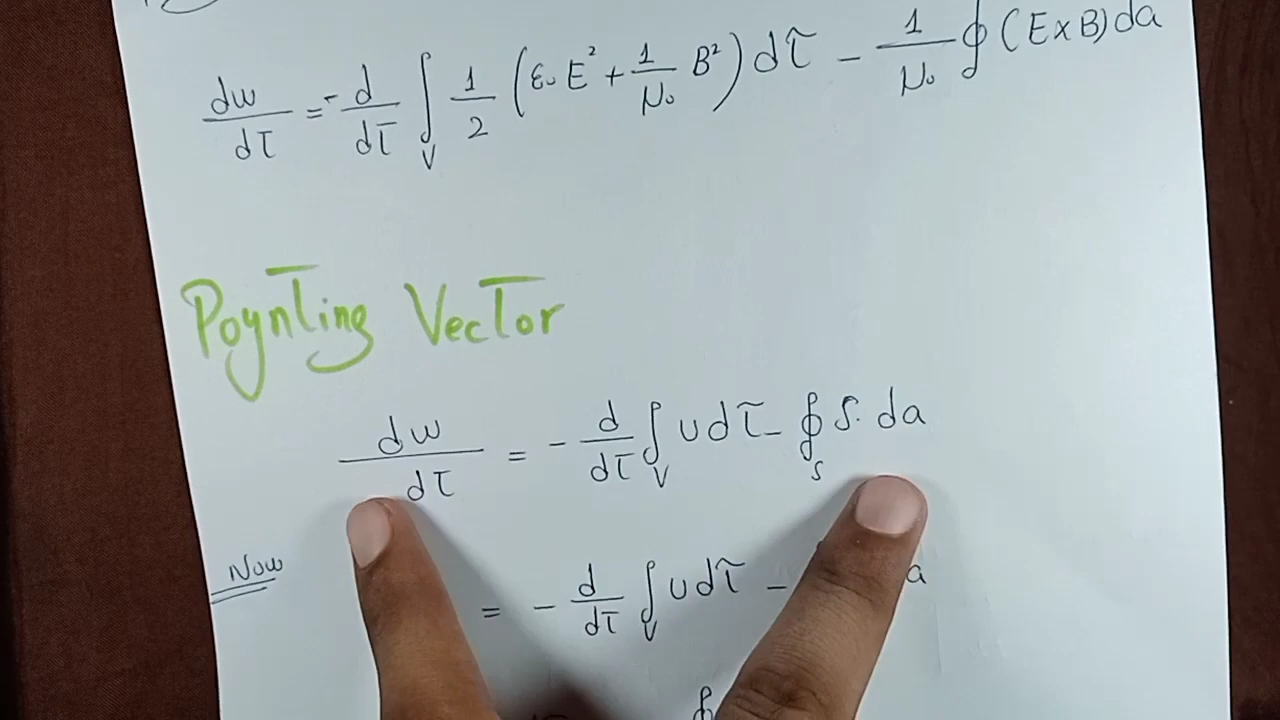 dw/dτ = - d/dτ ∫_V 1/2 (ε₀ E² + 1/μ₀ B²) dτ - 1/μ₀ ∮ (E × B) da
Poynting Vector
dw/dτ = - d/dτ ∫_V U dτ - ∮_S S. da
Now
= - d/dτ ∫_V U dτ - a
∮